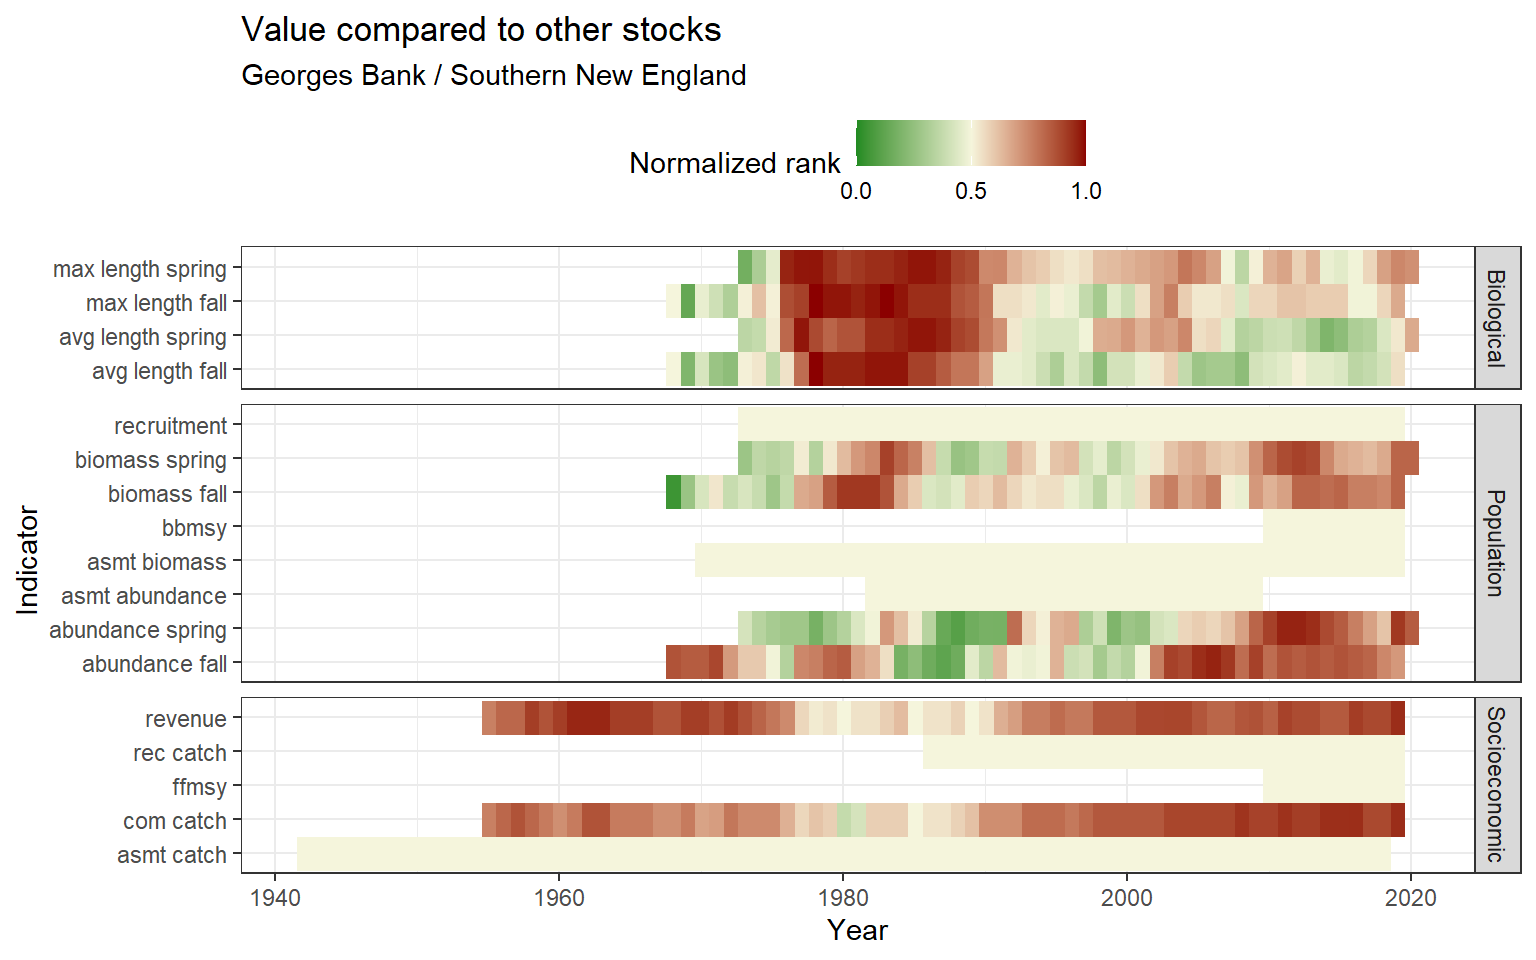 Value compared to other stocks
Georges Bank / Southern New England
Normalized rank
0.0 0.5 1.0
max length spring
max length fall
avg length spring
avg length fall
Biological
recruitment
biomass spring
biomass fall
bbmsy
asmt biomass
asmt abundance
abundance spring
abundance fall
Population
revenue
rec catch
ffmsy
com catch
asmt catch
Socioeconomic
Indicator
1940 1960 1980 2000 2020
Year